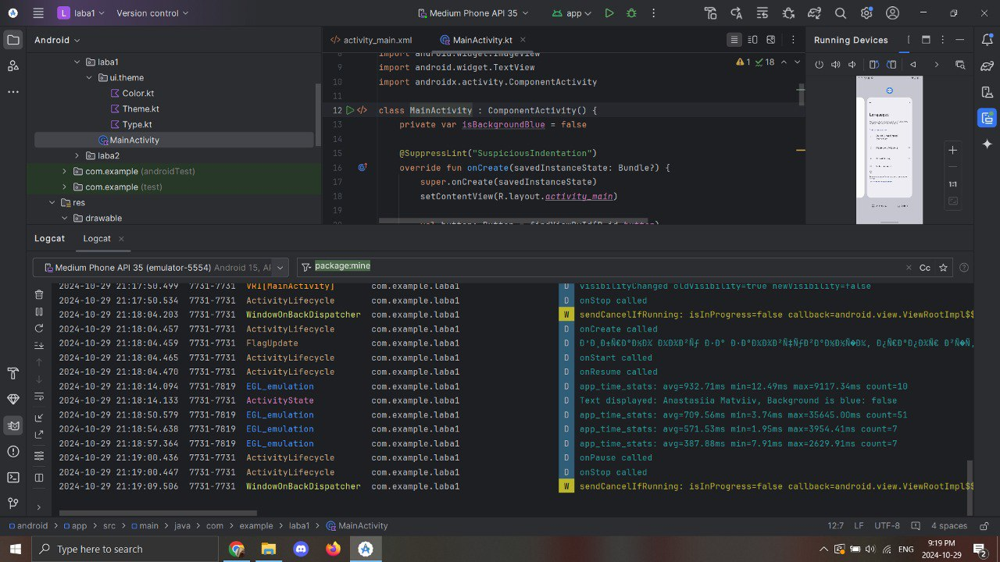 L laba1 Version control Medium Phone API 35 app
Android
activity_main.xml MainActivity.kt Running Devices
laba1
ui.theme
Color.kt
Theme.kt
Type.kt
MainActivity
laba2
com.example (androidTest)
com.example (test)
res
drawable
1 18
8 import android.widget.ImageView
9 import android.widget.TextView
10 import androidx.activity.ComponentActivity
11
12 class MainActivity : ComponentActivity() {
13 private var isBackgroundBlue = false
14
15 @SuppressLint("SuspiciousIndentation")
16 override fun onCreate(savedInstanceState: Bundle?) {
17 super.onCreate(savedInstanceState)
18 setContentView(R.layout.activity_main)
19
20 val button: Button = findViewById(R.id.button)
Languages
1:1
Logcat Logcat
Medium Phone API 35 (emulator-5554) Android 15, AP package:mine Cc
2024-10-29 21:17:50.499 7731-7731 VRI[MainActivity] com.example.laba1 D visibilityChanged oldVisibility=true newVisibility=false
2024-10-29 21:17:50.534 7731-7731 ActivityLifecycle com.example.laba1 D onStop called
2024-10-29 21:18:04.203 7731-7731 WindowOnBackDispatcher com.example.laba1 W sendCancelIfRunning: isInProgress=false callback=android.view.ViewRootImpl$$
2024-10-29 21:18:04.457 7731-7731 ActivityLifecycle com.example.laba1 D onCreate called
2024-10-29 21:18:04.459 7731-7731 FlagUpdate com.example.laba1 D
2024-10-29 21:18:04.465 7731-7731 ActivityLifecycle com.example.laba1 D onStart called
2024-10-29 21:18:04.470 7731-7731 ActivityLifecycle com.example.laba1 D onResume called
2024-10-29 21:18:14.094 7731-7819 EGL_emulation com.example.laba1 D app_time_stats: avg=932.71ms min=12.49ms max=9117.34ms count=10
2024-10-29 21:18:14.133 7731-7731 ActivityState com.example.laba1 D Text displayed: Anastasiia Matviiv, Background is blue: false
2024-10-29 21:18:50.579 7731-7819 EGL_emulation com.example.laba1 D app_time_stats: avg=709.56ms min=3.74ms max=35645.00ms count=51
2024-10-29 21:18:54.638 7731-7819 EGL_emulation com.example.laba1 D app_time_stats: avg=571.53ms min=1.95ms max=3954.41ms count=7
2024-10-29 21:18:57.364 7731-7819 EGL_emulation com.example.laba1 D app_time_stats: avg=387.88ms min=7.91ms max=2629.91ms count=7
2024-10-29 21:19:00.436 7731-7731 ActivityLifecycle com.example.laba1 D onPause called
2024-10-29 21:19:00.447 7731-7731 ActivityLifecycle com.example.laba1 D onStop called
2024-10-29 21:19:09.506 7731-7731 WindowOnBackDispatcher com.example.laba1 W sendCancelIfRunning: isInProgress=false callback=android.view.ViewRootImpl$$
android app src main java com example laba1 MainActivity 12:7 LF UTF-8 4 spaces
Type here to search ENG 9:19 PM 2024-10-29 2